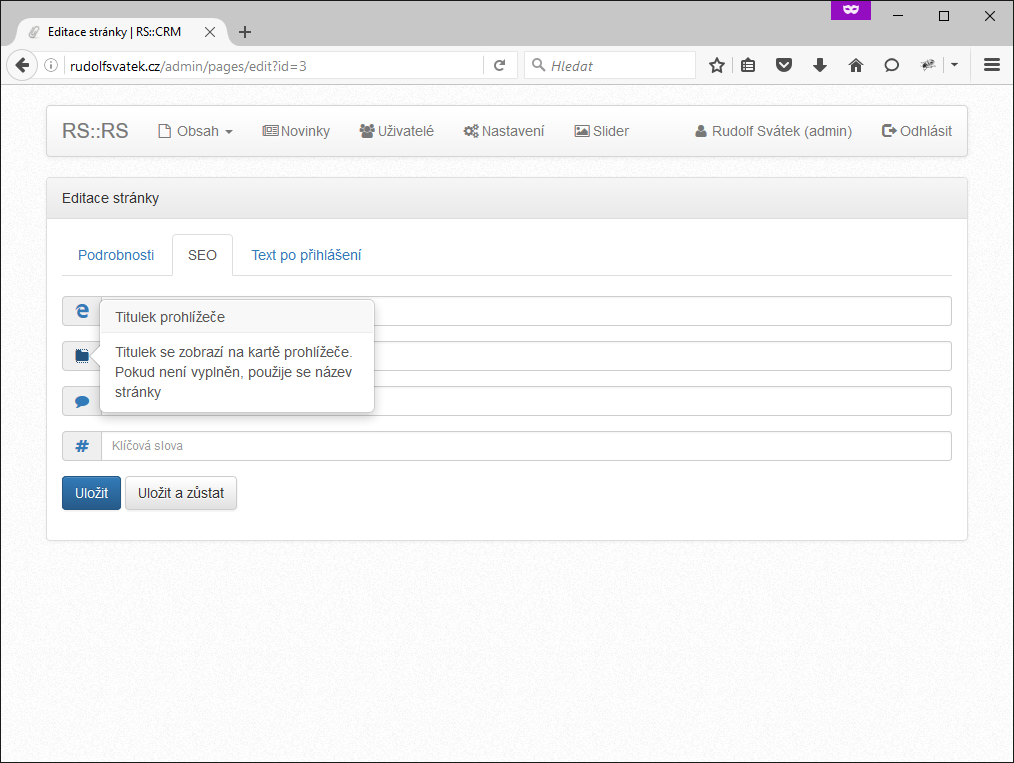 Editace stránky | RS::CRM
rudolfsvatek.cz/admin/pages/edit?id=3
Hledat
RS::RS Obsah Novinky Uživatelé Nastavení Slider Rudolf Svátek (admin) Odhlásit
Editace stránky
Podrobnosti SEO Text po přihlášení
Titulek prohlížeče
Titulek se zobrazí na kartě prohlížeče.
Pokud není vyplněn, použije se název
stránky
# Klíčová slova
Uložit Uložit a zůstat